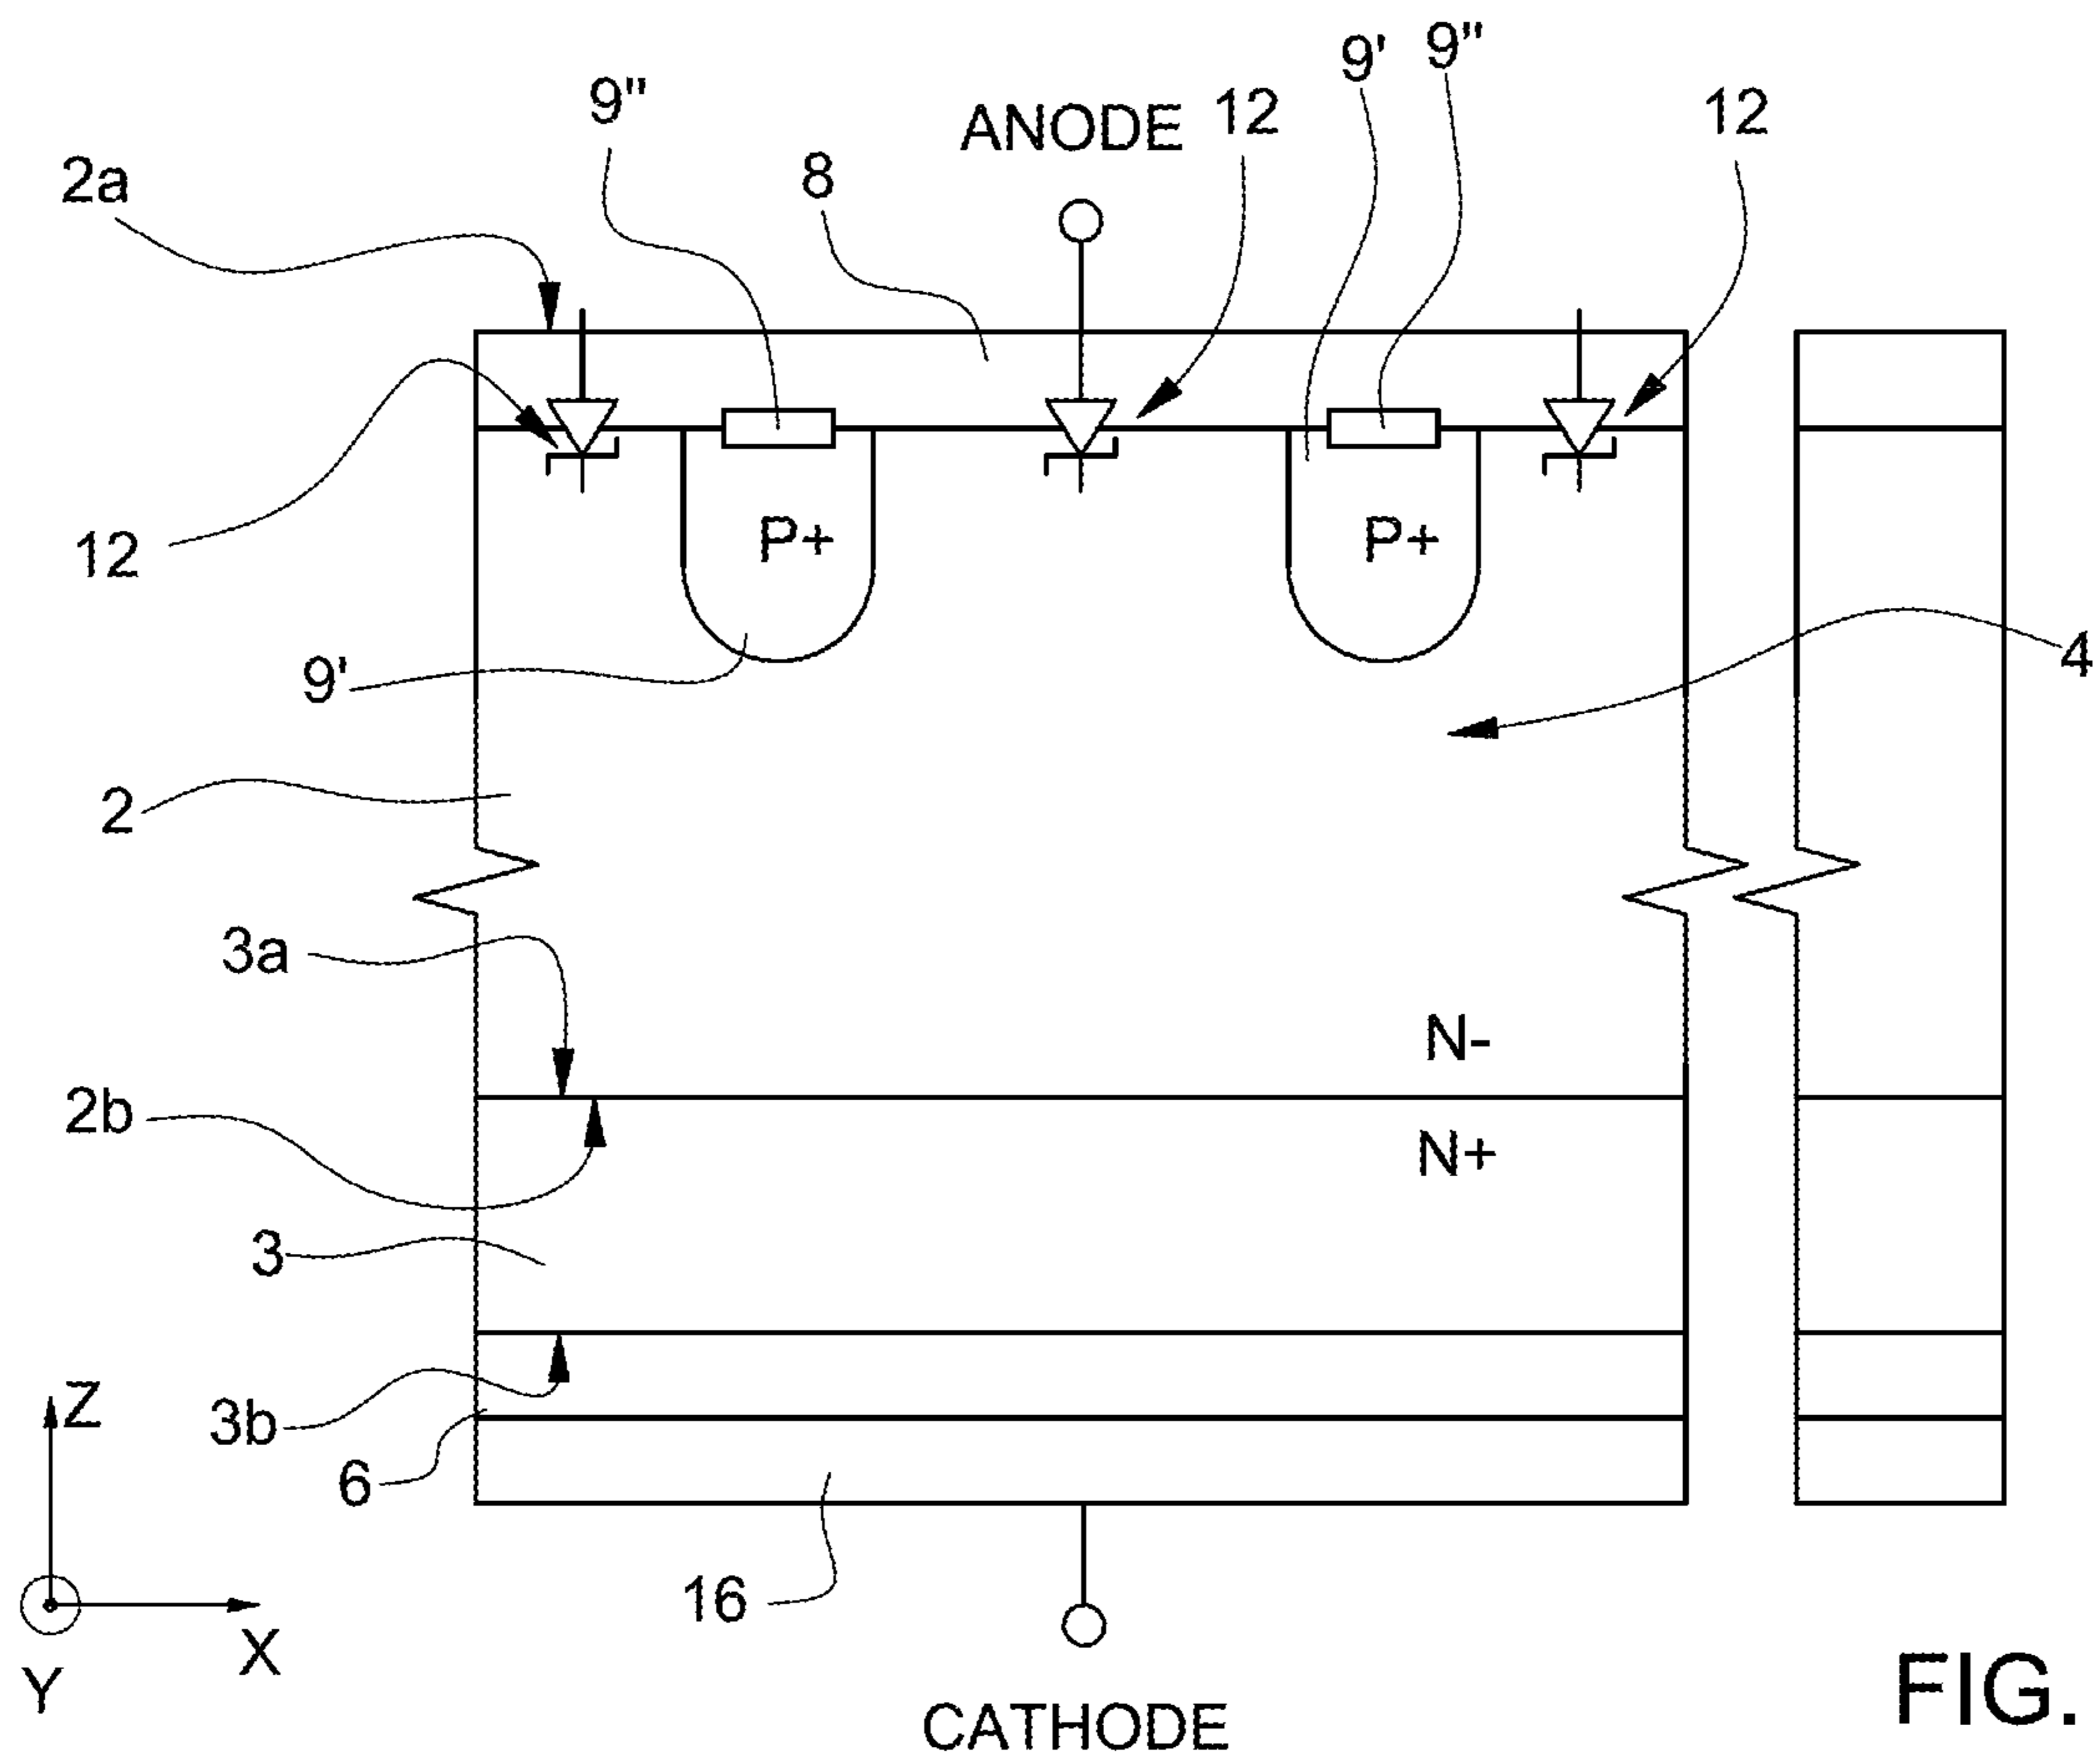 9' 9"
9" ANODE 12 12
2a 8
P+ P+
12
4
9'
2
3a
N-
2b N+
3
Z 3b
6
16
X
Y FIG.
CATHODE